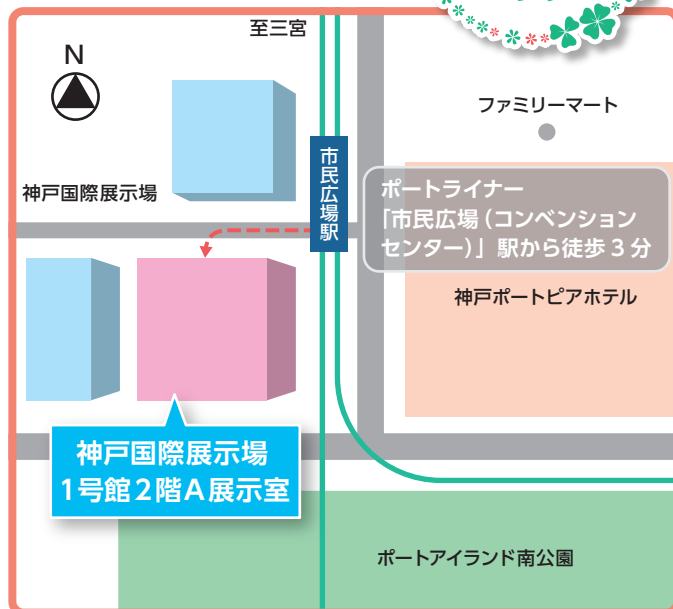 至三宮
N
ファミリーマート
市民広場駅
神戸国際展示場
ポートライナー
「市民広場(コンベンション
センター)」駅から徒歩3分
神戸ポートピアホテル
神戸国際展示場
1号館2階A展示室
ポートアイランド南公園